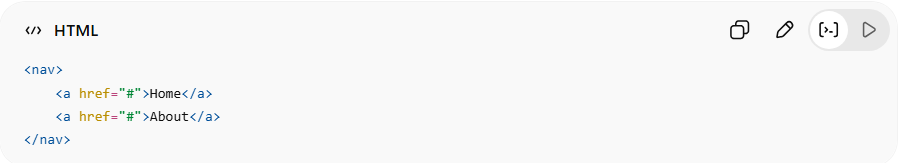 </> HTML
<nav>
    <a href="#">Home</a>
    <a href="#">About</a>
</nav>